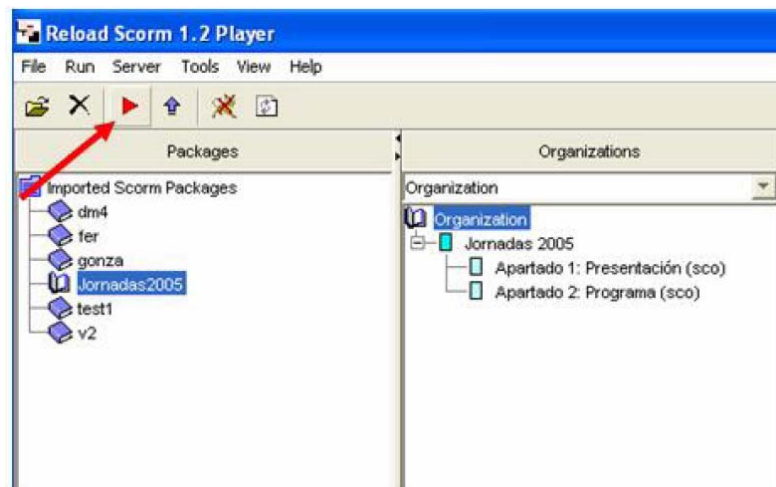 Reload Scorm 1.2 Player
File Run Server Tools View Help
Packages
Imported Scorm Packages
dm4
fer
gonza
Jornadas2005
test1
v2
Organizations
Organization
Organization
Jornadas 2005
Apartado 1: Presentación (sco)
Apartado 2: Programa (sco)